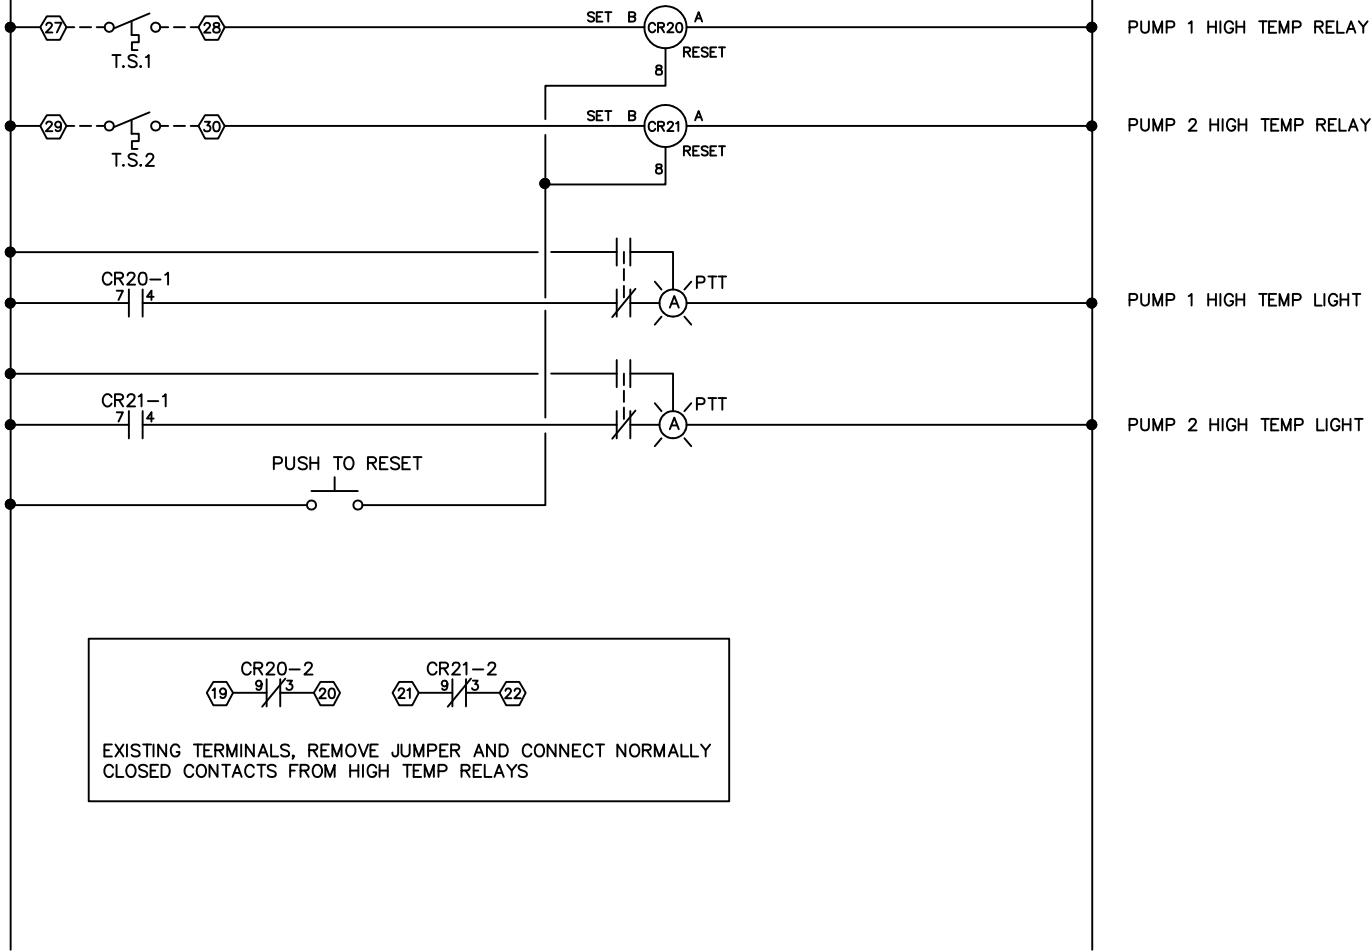 27 28 SET B CR20 A PUMP 1 HIGH TEMP RELAY
T.S.1 RESET
8
29 30 SET B CR21 A PUMP 2 HIGH TEMP RELAY
T.S.2 RESET
8
CR20-1 PTT
7 4 A PUMP 1 HIGH TEMP LIGHT
CR21-1 PTT
7 4 A PUMP 2 HIGH TEMP LIGHT
PUSH TO RESET
CR20-2 CR21-2
19 9 3 20 21 9 3 22
EXISTING TERMINALS, REMOVE JUMPER AND CONNECT NORMALLY
CLOSED CONTACTS FROM HIGH TEMP RELAYS